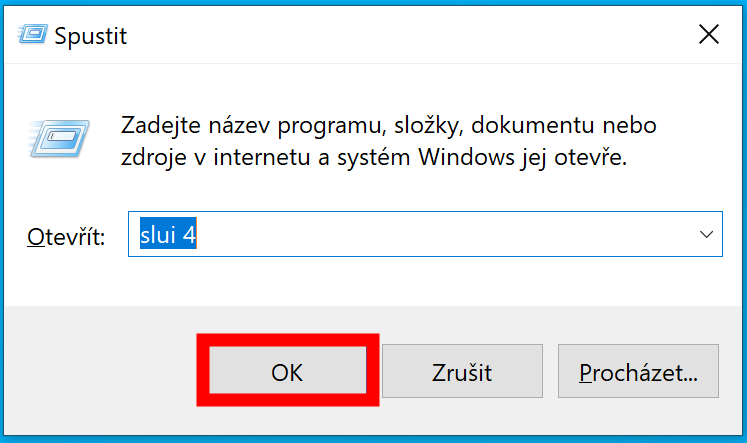 Spustit
Zadejte název programu, složky, dokumentu nebo
zdroje v internetu a systém Windows jej otevře.
Otevřít: slui 4
OK Zrušit Procházet...